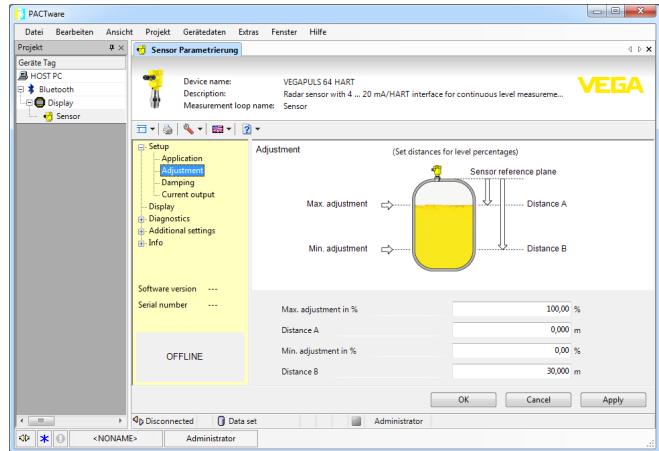 PACTware
Datei Bearbeiten Ansicht Projekt Gerätedaten Extras Fenster Hilfe
Projekt
Sensor Parametrierung
Geräte Tag
HOST PC
Bluetooth
Display
Sensor
Device name: VEGAPULS 64 HART
Description: Radar sensor with 4 ... 20 mA/HART interface for continuous level measureme...
Measurement loop name: Sensor
VEGA
Setup
Application
Adjustment
Damping
Current output
Display
Diagnostics
Additional settings
Info
Software version ---
Serial number ---
OFFLINE
Adjustment
(Set distances for level percentages)
Sensor reference plane
Max. adjustment
Distance A
Min. adjustment
Distance B
Max. adjustment in % 100,00 %
Distance A 0,000 m
Min. adjustment in % 0,00 %
Distance B 30,000 m
OK Cancel Apply
Disconnected Data set Administrator
<NONAME> Administrator